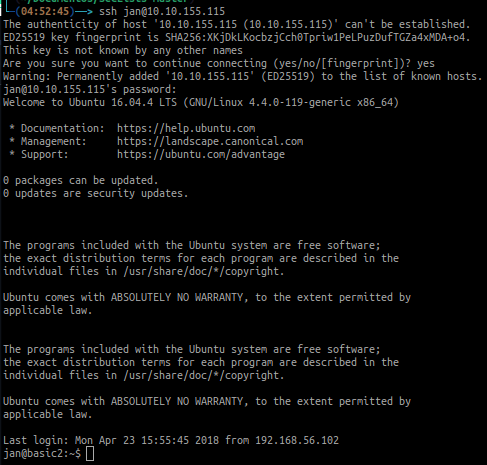 (04:52:45)──> ssh jan@10.10.155.115
The authenticity of host '10.10.155.115 (10.10.155.115)' can't be established.
ED25519 key fingerprint is SHA256:XKjDkLKocbzjCch0Tpriw1PeLPuzDufTGZa4xMDA+o4.
This key is not known by any other names
Are you sure you want to continue connecting (yes/no/[fingerprint])? yes
Warning: Permanently added '10.10.155.115' (ED25519) to the list of known hosts.
jan@10.10.155.115's password:
Welcome to Ubuntu 16.04.4 LTS (GNU/Linux 4.4.0-119-generic x86_64)
* Documentation:  https://help.ubuntu.com
* Management:     https://landscape.canonical.com
* Support:        https://ubuntu.com/advantage
0 packages can be updated.
0 updates are security updates.
The programs included with the Ubuntu system are free software;
the exact distribution terms for each program are described in the
individual files in /usr/share/doc/*/copyright.
Ubuntu comes with ABSOLUTELY NO WARRANTY, to the extent permitted by
applicable law.
The programs included with the Ubuntu system are free software;
the exact distribution terms for each program are described in the
individual files in /usr/share/doc/*/copyright.
Ubuntu comes with ABSOLUTELY NO WARRANTY, to the extent permitted by
applicable law.
Last login: Mon Apr 23 15:55:45 2018 from 192.168.56.102
jan@basic2:~$